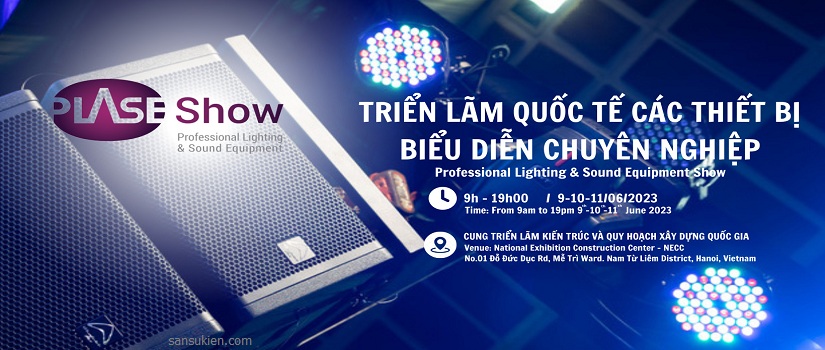 PLASE Show
Professional Lighting
& Sound Equipment
TRIỂN LÃM QUỐC TẾ CÁC THIẾT BỊ
BIỂU DIỄN CHUYÊN NGHIỆP
Professional Lighting & Sound Equipment Show
9h - 19h00 / 9-10-11/06/2023
Time: From 9am to 19pm 9th-10th-11th June 2023
CUNG TRIỂN LÃM KIẾN TRÚC VÀ QUY HOẠCH XÂY DỰNG QUỐC GIA
Venue: National Exhibition Construction Center - NECC
No.01 Đỗ Đức Dục Rd, Mễ Trì Ward. Nam Từ Liêm District, Hanoi, Vietnam
sansukien.com